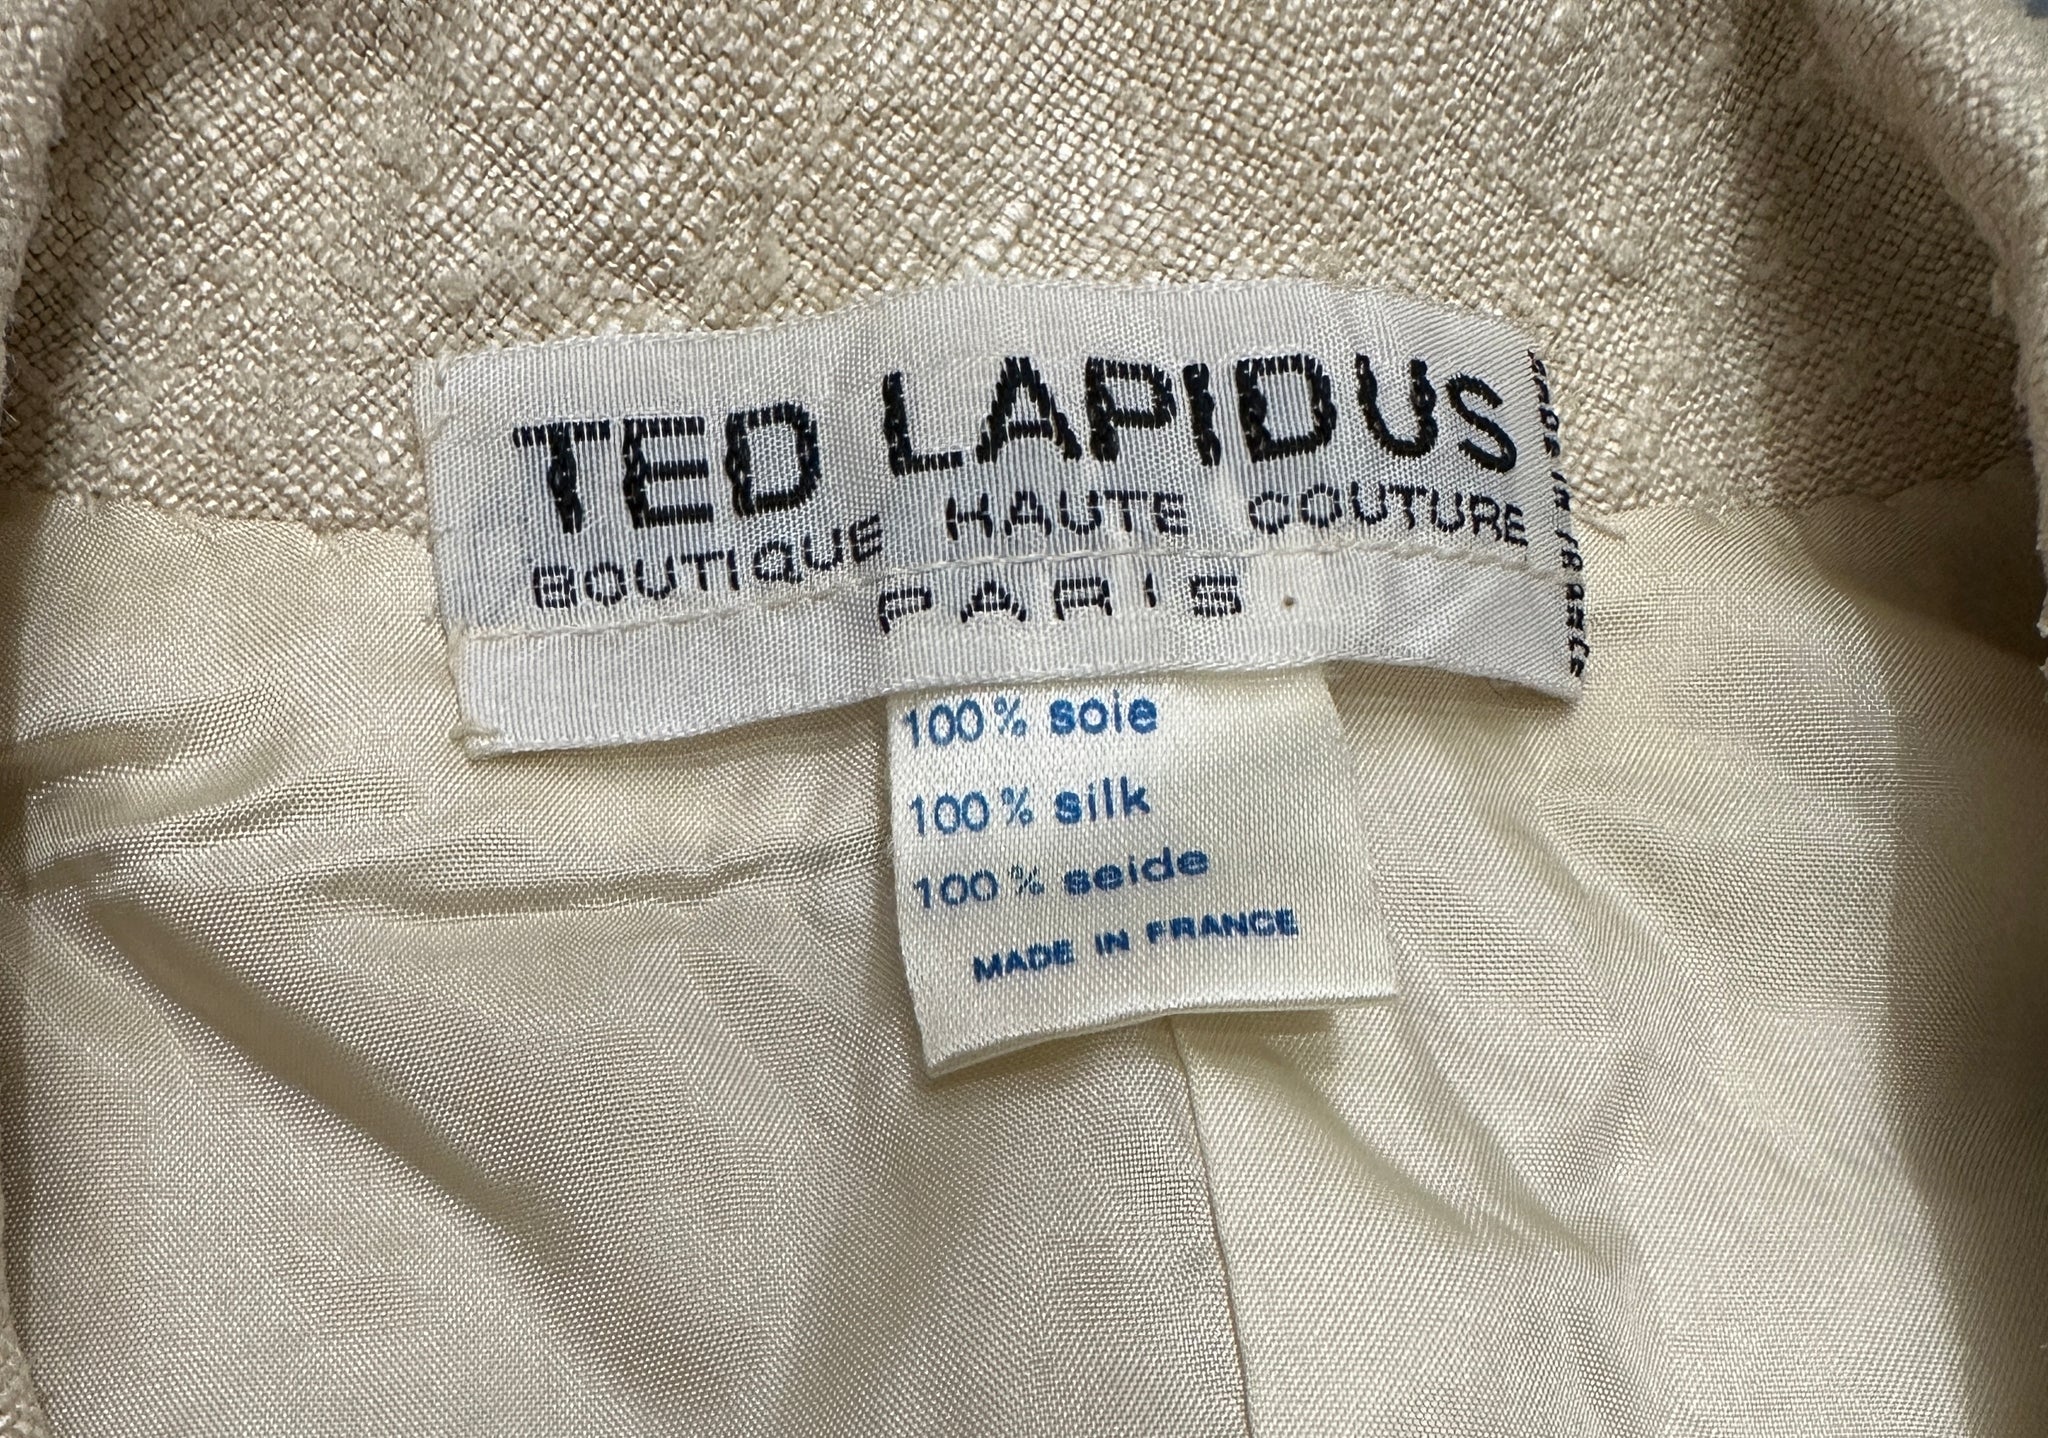 TED LAPIDUS
BOUTIQUE HAUTE COUTURE
PARIS
100% soie
100% silk
100% seide
MADE IN FRANCE